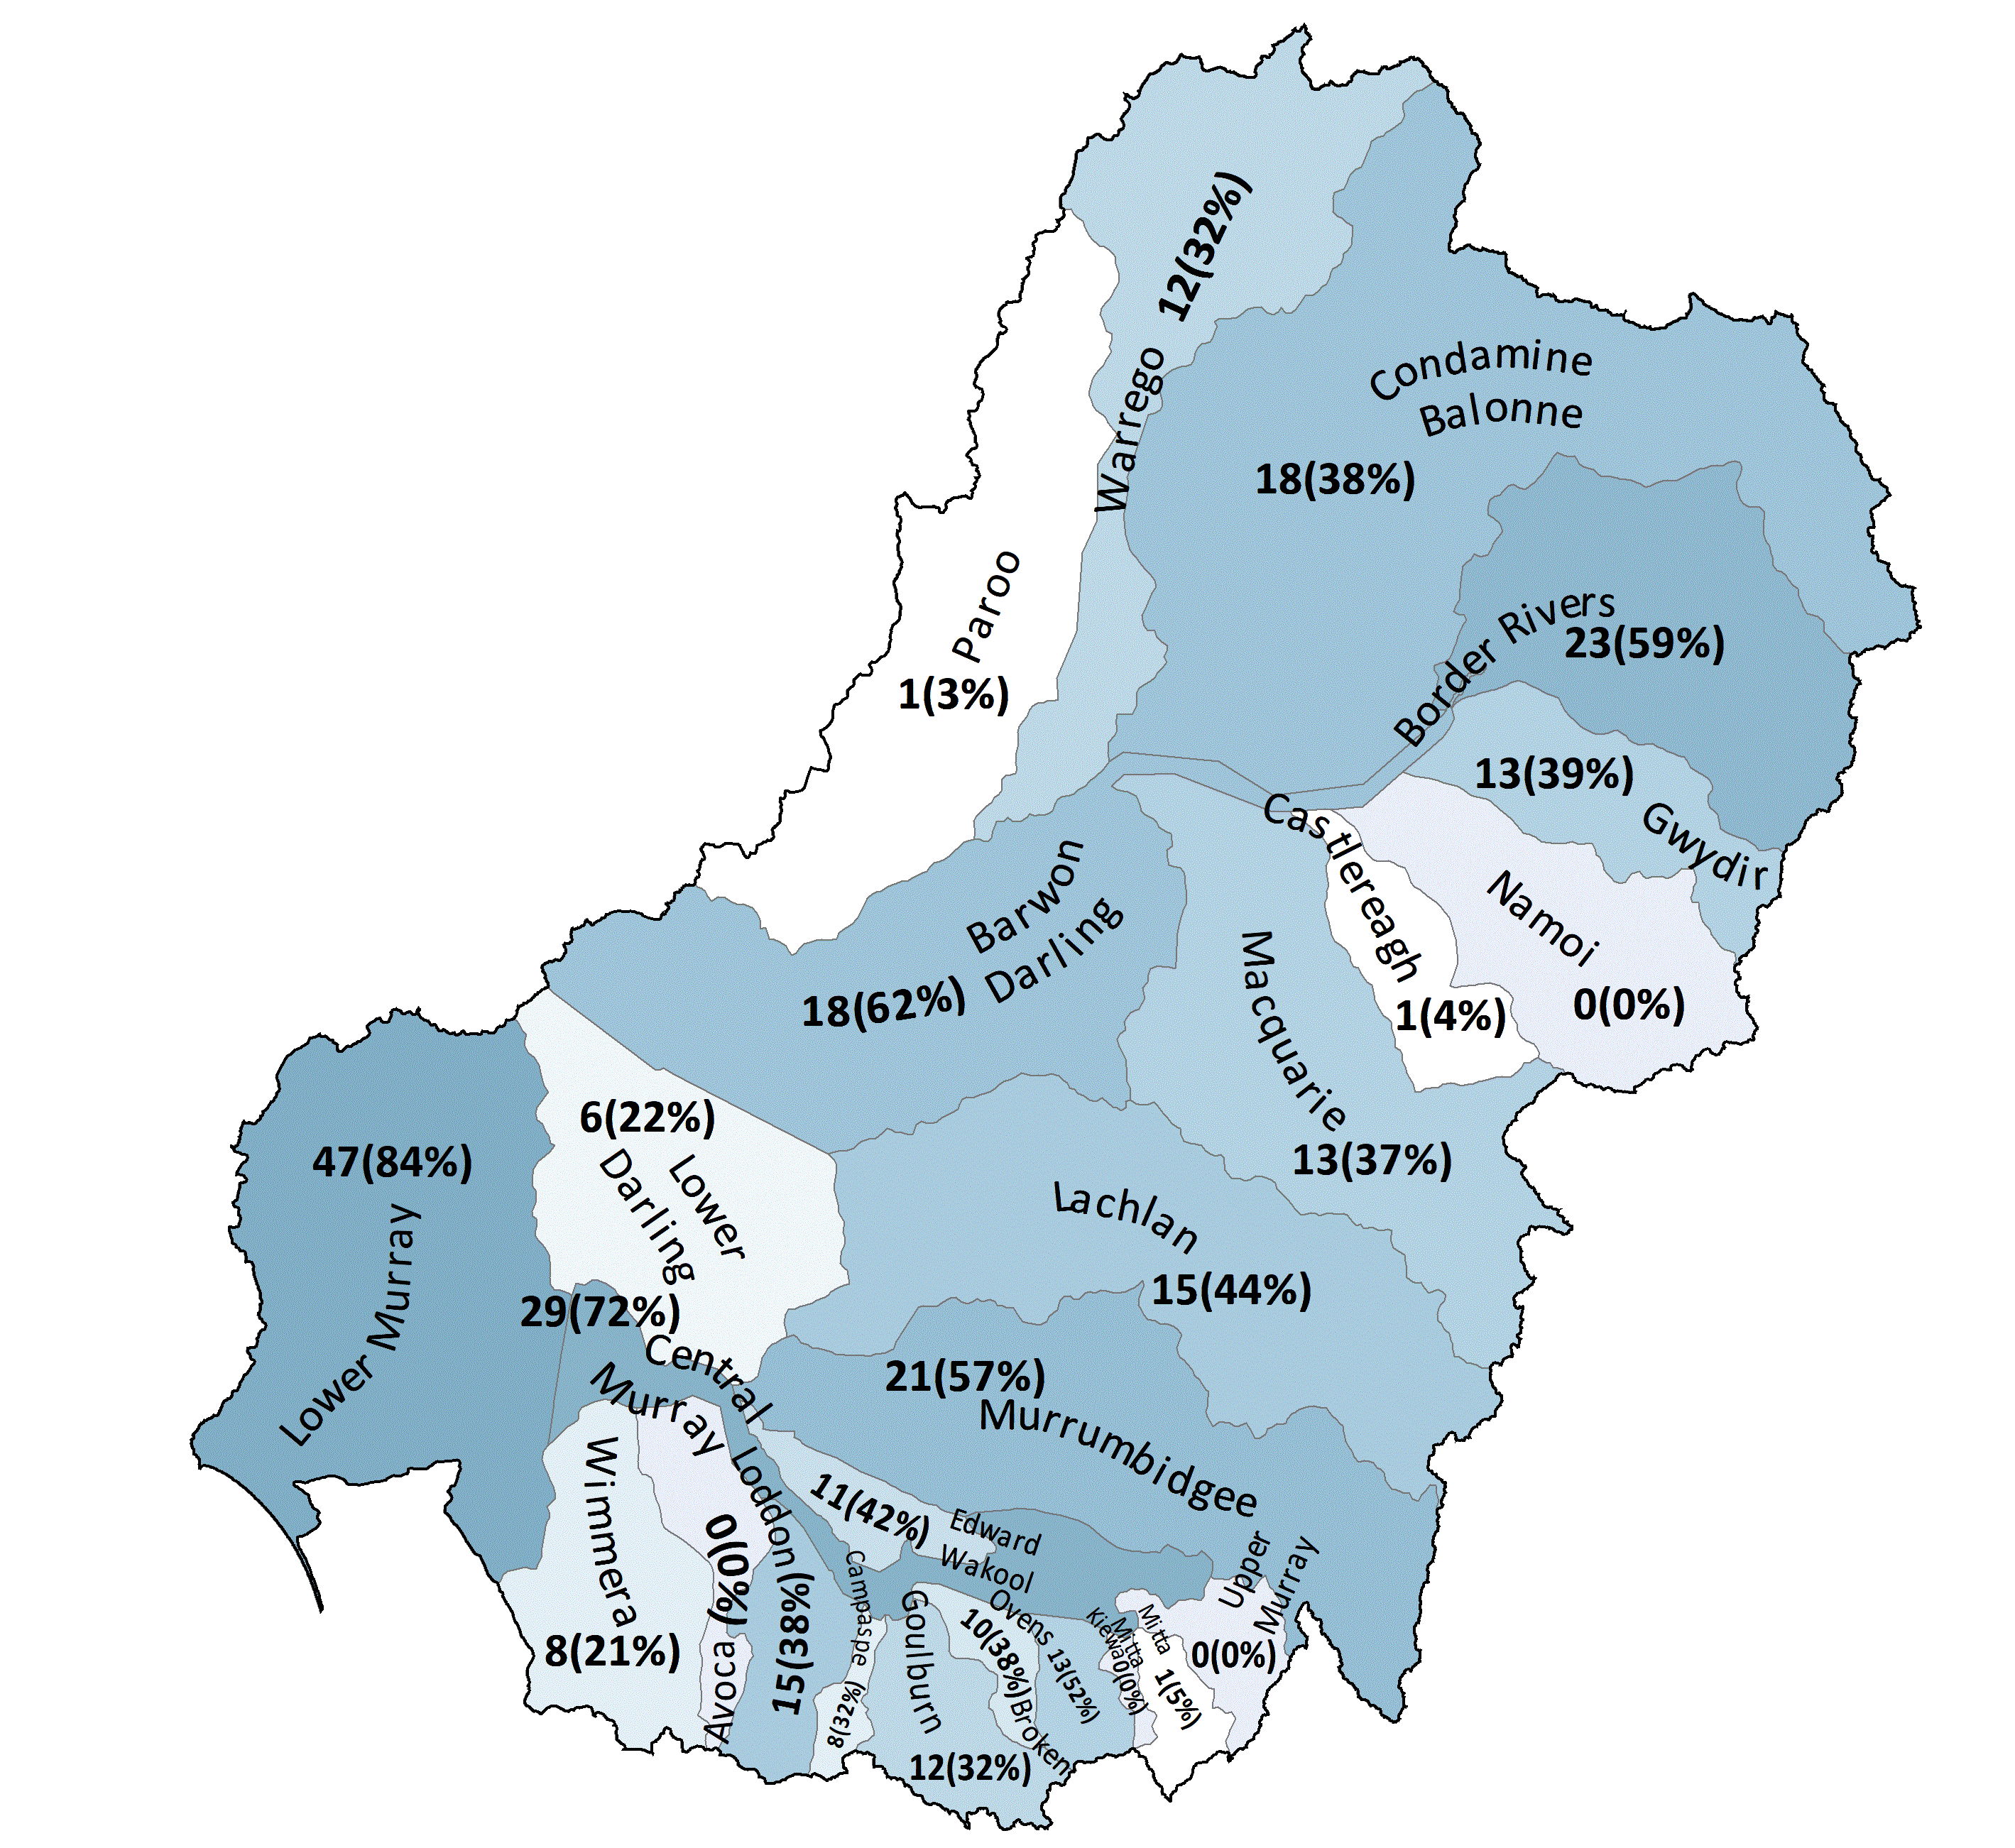 12(32%)
Warrego
Condamine
Balonne
18(38%)
Paroo
1(3%)
Border Rivers
23(59%)
13(39%)
Gwydir
Castlereagh
1(4%)
Namoi
0(0%)
Barwon
Darling
18(62%)
Macquarie
13(37%)
47(84%)
Lower Murray
6(22%)
Lower
Darling
Lachlan
15(44%)
29(72%)
Central
Murray
21(57%)
Murrumbidgee
Wimmera
8(21%)
Avoca
0(0%)
Loddon
15(38%)
11(42%)
Edward
Wakool
Campaspe
8(32%)
Goulburn
12(32%)
10(38%)
Broken
Ovens
13(52%)
Kiewa
0(0%)
Mitta
Mitta
1(5%)
Upper
Murray
0(0%)